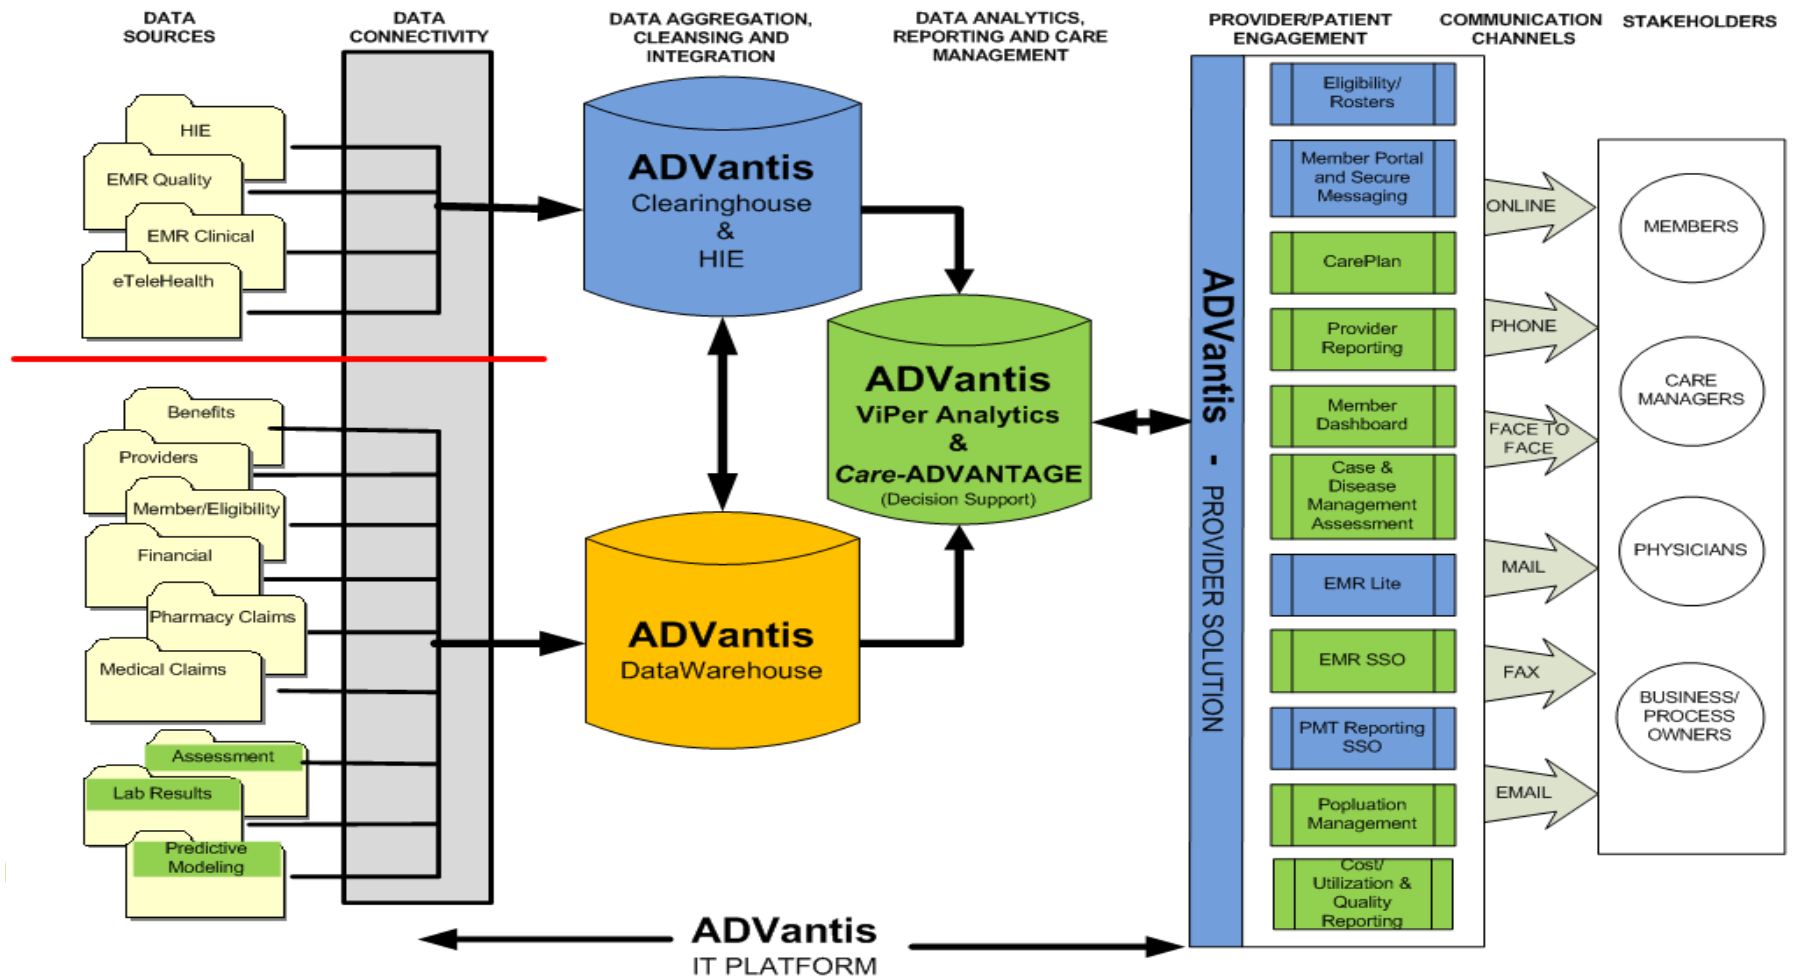 DATA
SOURCES
DATA
CONNECTIVITY
DATA AGGREGATION,
CLEANSING AND
INTEGRATION
DATA ANALYTICS,
REPORTING AND CARE
MANAGEMENT
PROVIDER/PATIENT
ENGAGEMENT
COMMUNICATION
CHANNELS
STAKEHOLDERS
HIE
EMR Quality
EMR Clinical
eTeleHealth
Benefits
Providers
Member/Eligibility
Financial
Pharmacy Claims
Medical Claims
Assessment
Lab Results
Predictive
Modeling
ADVantis
Clearinghouse
&
HIE
ADVantis
DataWarehouse
ADVantis
ViPer Analytics
&
Care-ADVANTAGE
(Decision Support)
ADVantis - PROVIDER SOLUTION
Eligibility/
Rosters
Member Portal
and Secure
Messaging
CarePlan
Provider
Reporting
Member
Dashboard
Case &
Disease
Management
Assessment
EMR Lite
EMR SSO
PMT Reporting
SSO
Popluation
Management
Cost/
Utilization &
Quality
Reporting
ONLINE
PHONE
FACE TO
FACE
MAIL
FAX
EMAIL
MEMBERS
CARE
MANAGERS
PHYSICIANS
BUSINESS/
PROCESS
OWNERS
ADVantis
IT PLATFORM